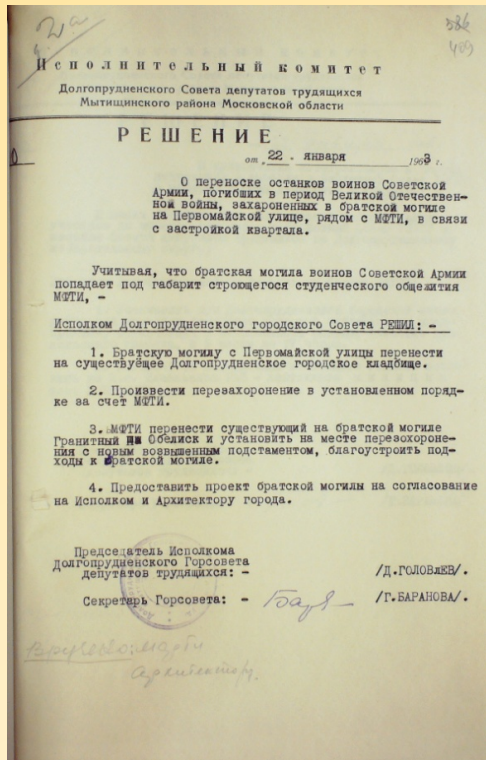 2а
386
409
Исполнительный комитет
Долгопрудненского Совета депутатов трудящихся
Мытищинского района Московской области
РЕШЕНИЕ
от „22 . января 1963 г.
О переноске останков воинов Советской
Армии, погибших в период Великой Отечествен-
ной войны, захароненных в братской могиле
на Первомайской улице, рядом с МФТИ, в связи
с застройкой квартала.
Учитывая, что братская могила воинов Советской Армии
попадает под габарит строющегося студенческого общежития
МФТИ, -
Исполком Долгопрудненского городского Совета РЕШИЛ: -
1. Братскую могилу с Первомайской улицы перенести
на существующее Долгопрудненское городское кладбище.
2. Произвести перезахоронение в установленном поряд-
ке за счет МФТИ.
3. МФТИ перенести существующий на братской могиле
Гранитный Обелиск и установить на месте перезохороне-
ния с новым возвышенным подстаментом, благоустроить под-
ходы к братской могиле.
4. Предоставить проект братской могилы на согласование
на Исполком и Архитектору города.
Председатель Исполкома
Долгопрудненского Горсовета
депутатов трудящихся: - /Д.ГОЛОВЛЕВ/.
Секретарь Горсовета: - /Г.БАРАНОВА/.
архитектору.